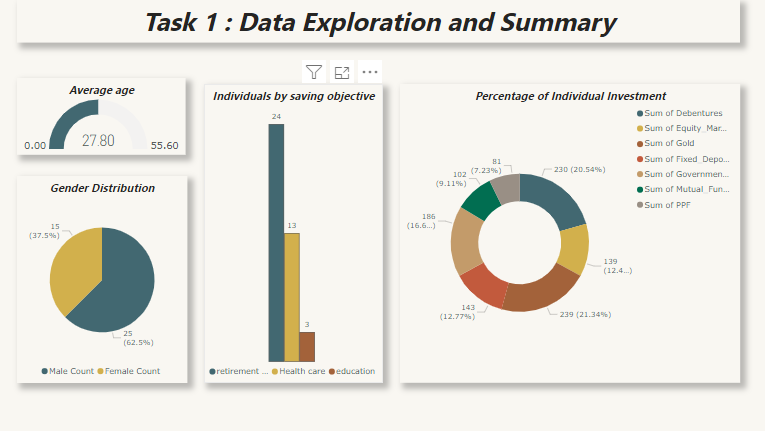 Task 1 : Data Exploration and Summary
Average age
27.80
0.00
55.60
Gender Distribution
15
(37.5%)
25
(62.5%)
Male Count
Female Count
Individuals by saving objective
24
13
3
retirement ...
Health care
education
Percentage of Individual Investment
230 (20.54%)
139
(12.4...)
239 (21.34%)
143
(12.77%)
186
(16.6...)
102
(9.11%)
81
(7.23%)
Sum of Debentures
Sum of Equity_Mar...
Sum of Gold
Sum of Fixed_Depo...
Sum of Governmen...
Sum of Mutual_Fun...
Sum of PPF